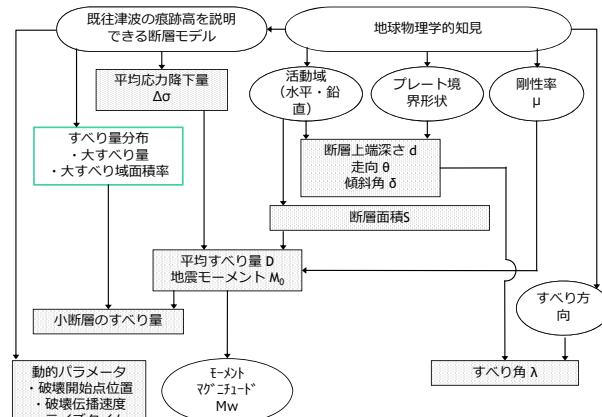 既往津波の痕跡高を説明
できる断層モデル
地球物理学的知見
平均応力降下量
Δσ
活動域
（水平・鉛
直）
プレート境
界形状
剛性率
μ
すべり量分布
・大すべり量
・大すべり域面積率
断層上端深さ d
走向 θ
傾斜角 δ
断層面積S
平均すべり量 D
地震モーメント M₀
すべり方
向
小断層のすべり量
動的パラメータ
・破壊開始点位置
・破壊伝播速度
・ライズタイム
ﾓｰﾒﾝﾄ
ﾏｸﾞﾆﾁｭｰﾄﾞ
Mw
すべり角 λ